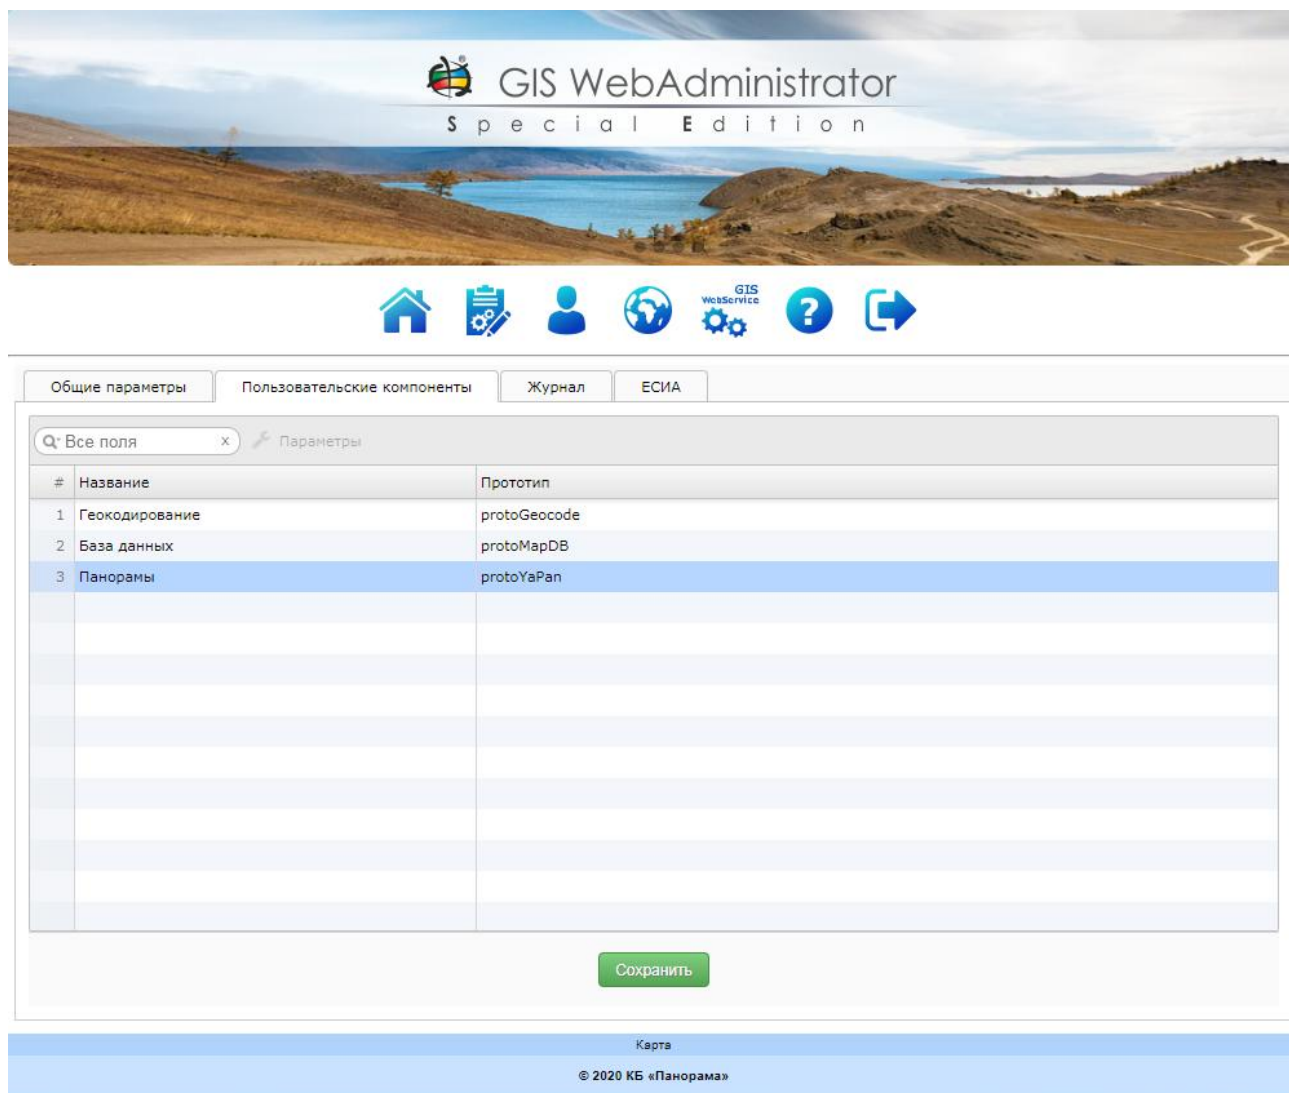 GIS WebAdministrator
Special Edition
GIS
WebService
?
Общие параметры Пользовательские компоненты Журнал ЕСИА
Все поля x Параметры
# Название Прототип
1 Геокодирование protoGeocode
2 База данных protoMapDB
3 Панорамы protoYaPan
Сохранить
Карта
© 2020 КБ «Панорама»